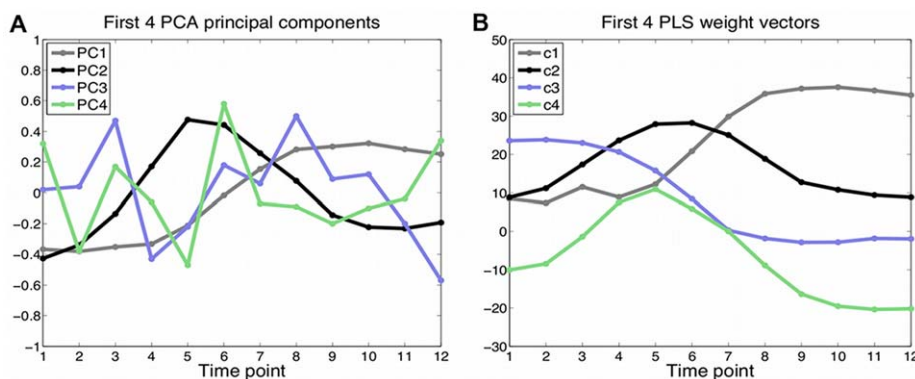 A
First 4 PCA principal components
1
0.8
0.6
0.4
0.2
0
-0.2
-0.4
-0.6
-0.8
-1
PC1
PC2
PC3
PC4
1 2 3 4 5 6 7 8 9 10 11 12
Time point
B
First 4 PLS weight vectors
50
40
30
20
10
0
-10
-20
-30
c1
c2
c3
c4
1 2 3 4 5 6 7 8 9 10 11 12
Time point